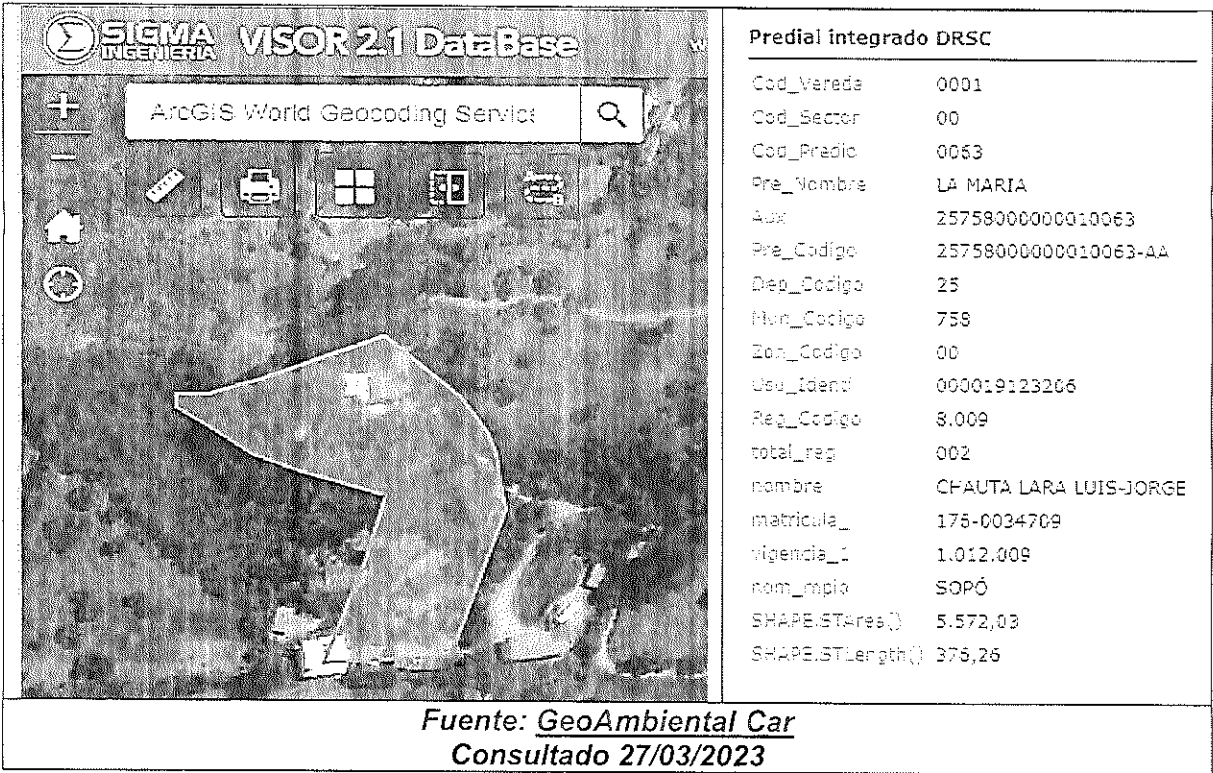 SIGMA
INGENIERIA
VISOR 2.1 DataBase
ArcGIS World Geocoding Service
Predial integrado DRSC
Cod_Vereda 0001
Cod_Sector 00
Cod_Predio 0063
Pre_Nombre LA MARIA
Aux 25758000000010063
Pre_Codigo 25758000000010063-AA
Dep_Codigo 25
Mun_Codigo 758
Zon_Codigo 00
Usu_Identi 000019123206
Reg_Codigo 8.009
total_reg 002
nombre CHAUTA LARA LUIS-JORGE
matricula_ 176-0034709
vigencia_1 1.012.009
nom_mpio SOPÓ
SHAPE.STArea() 5.572,03
SHAPE.STLength() 376,26
Fuente: GeoAmbiental Car
Consultado 27/03/2023